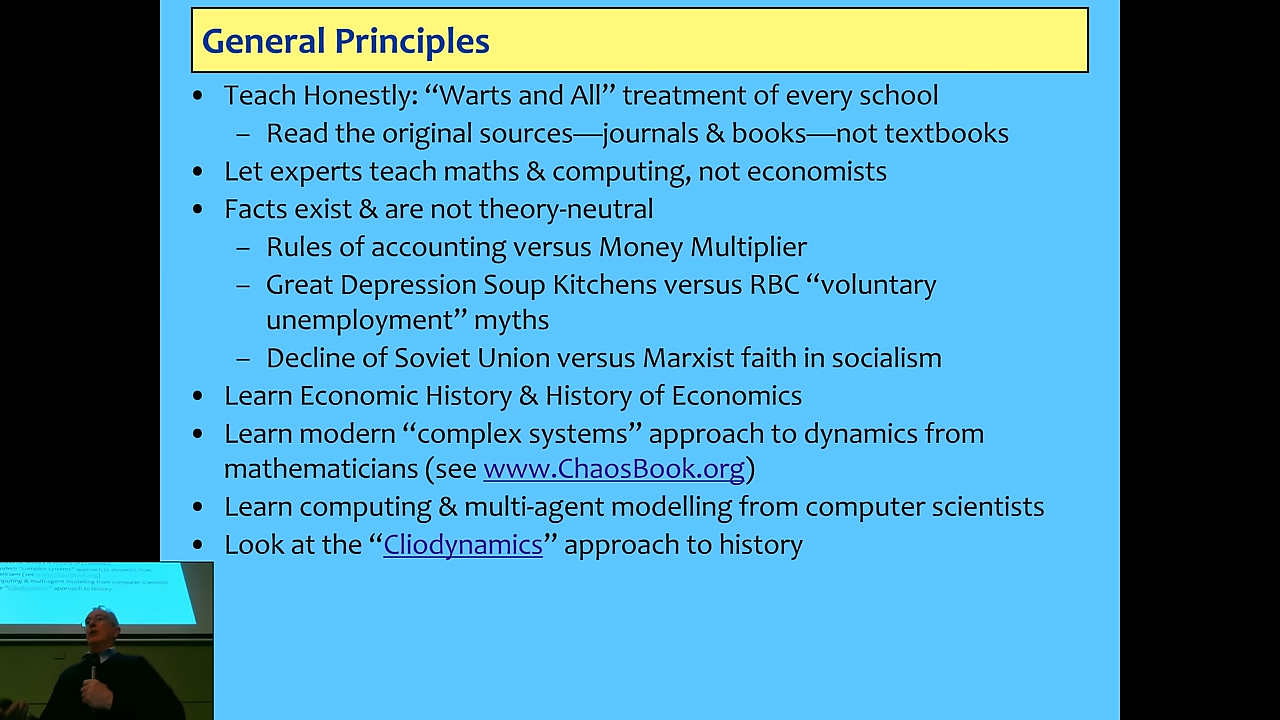 General Principles
• Teach Honestly: “Warts and All” treatment of every school
– Read the original sources—journals & books—not textbooks
• Let experts teach maths & computing, not economists
• Facts exist & are not theory-neutral
– Rules of accounting versus Money Multiplier
– Great Depression Soup Kitchens versus RBC “voluntary
unemployment” myths
– Decline of Soviet Union versus Marxist faith in socialism
• Learn Economic History & History of Economics
• Learn modern “complex systems” approach to dynamics from
mathematicians (see www.ChaosBook.org)
• Learn computing & multi-agent modelling from computer scientists
• Look at the “Cliodynamics” approach to history